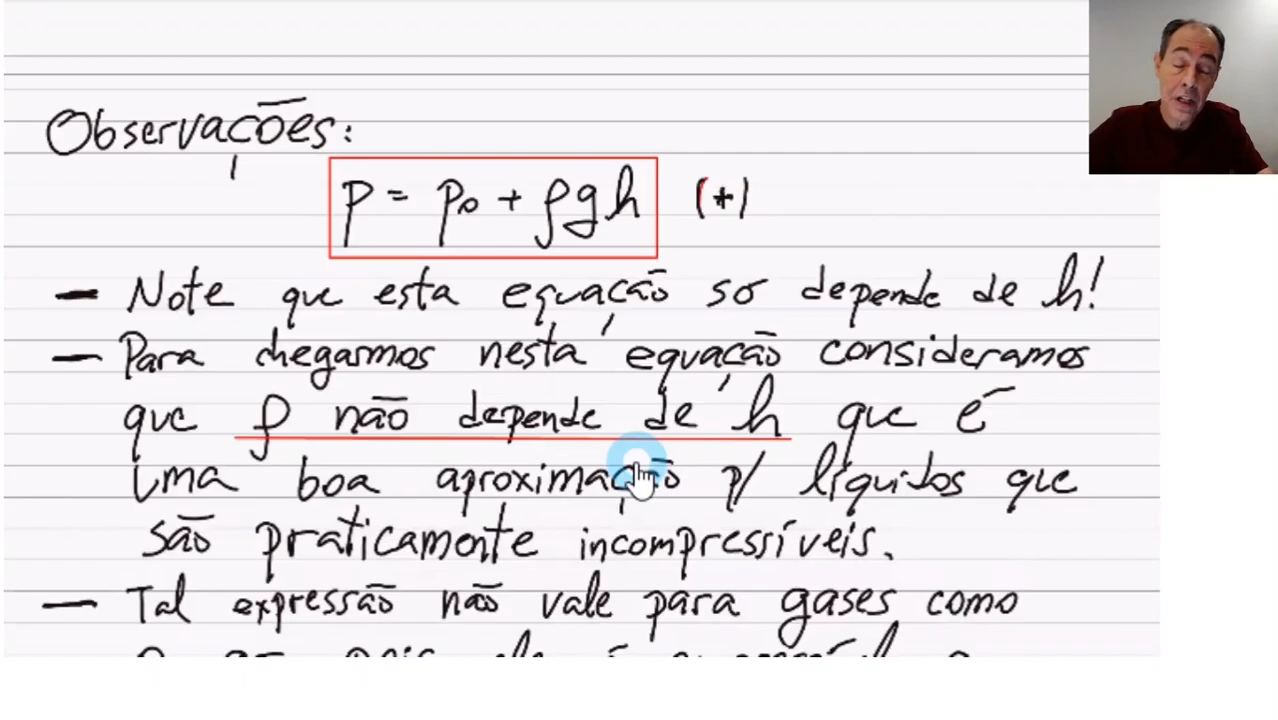 Observações:
p = p₀ + ρgh (+)
- Note que esta equação so depende de h!
- Para chegarmos nesta equação consideramos
que ρ não depende de h que é
uma boa aproximação p/ líquidos que
são praticamente incompressíveis.
- Tal expressão não vale para gases como